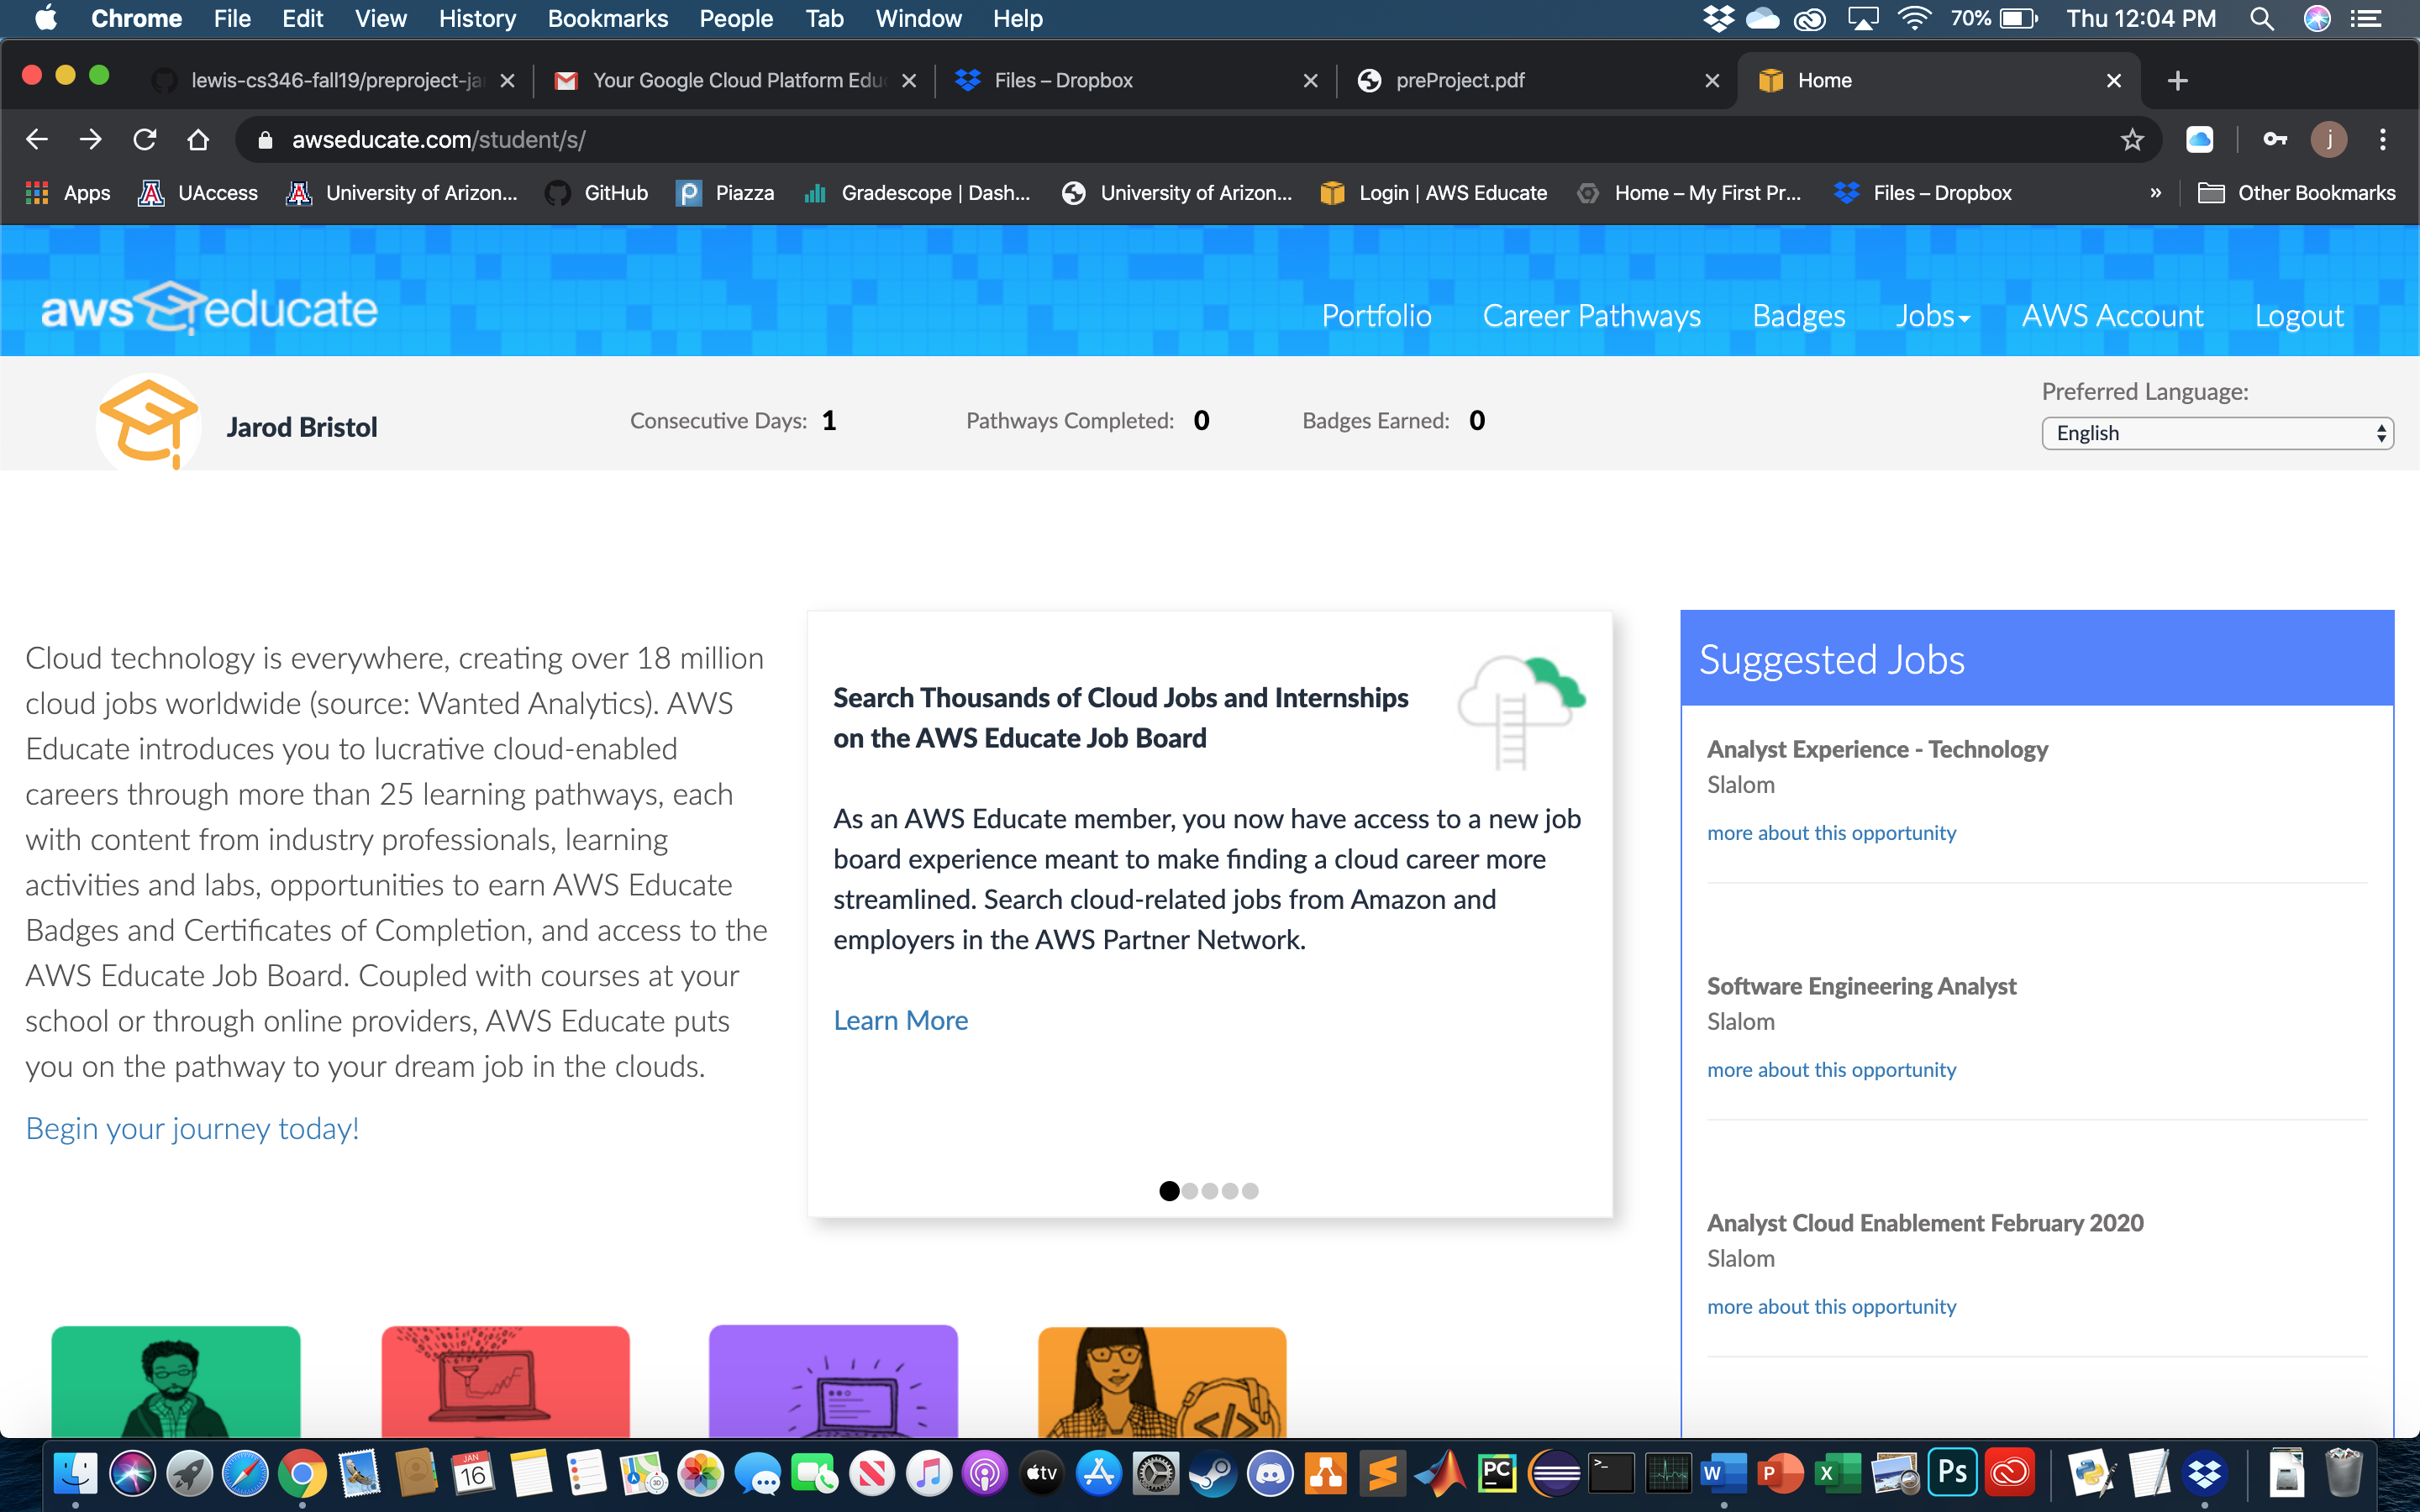 Chrome File Edit View History Bookmarks People Tab Window Help 70% Thu 12:04 PM
lewis-cs346-fall19/preproject-ja Your Google Cloud Platform Edu Files – Dropbox preProject.pdf Home
awseducate.com/student/s/ j
Apps UAccess University of Arizon... GitHub Piazza Gradescope | Dash... University of Arizon... Login | AWS Educate Home – My First Pr... Files – Dropbox » Other Bookmarks
aws educate
Portfolio Career Pathways Badges Jobs AWS Account Logout
Jarod Bristol
Consecutive Days: 1 Pathways Completed: 0 Badges Earned: 0
Preferred Language:
English
Cloud technology is everywhere, creating over 18 million
cloud jobs worldwide (source: Wanted Analytics). AWS
Educate introduces you to lucrative cloud-enabled
careers through more than 25 learning pathways, each
with content from industry professionals, learning
activities and labs, opportunities to earn AWS Educate
Badges and Certificates of Completion, and access to the
AWS Educate Job Board. Coupled with courses at your
school or through online providers, AWS Educate puts
you on the pathway to your dream job in the clouds.
Begin your journey today!
Search Thousands of Cloud Jobs and Internships
on the AWS Educate Job Board
As an AWS Educate member, you now have access to a new job
board experience meant to make finding a cloud career more
streamlined. Search cloud-related jobs from Amazon and
employers in the AWS Partner Network.
Learn More
Suggested Jobs
Analyst Experience - Technology
Slalom
more about this opportunity
Software Engineering Analyst
Slalom
more about this opportunity
Analyst Cloud Enablement February 2020
Slalom
more about this opportunity
</>
JAN
16
tv
PC
>_
W
P
X
Ps